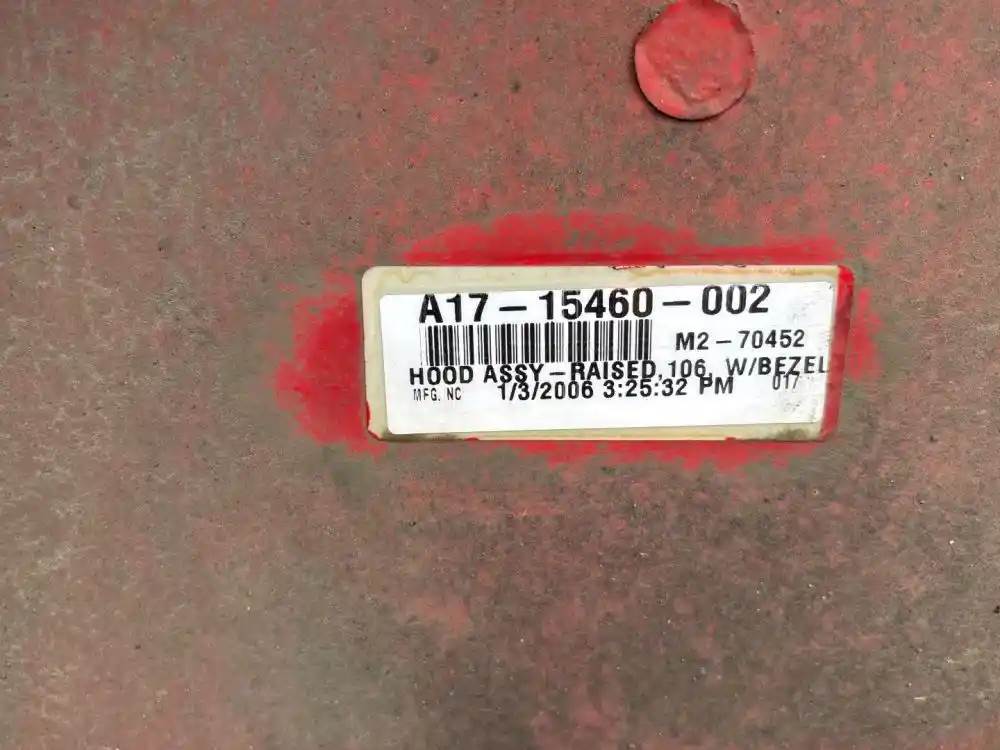 A17-15460-002
M2-70452
HOOD ASSY-RAISED,106, W/BEZEL
MFG. NC 1/3/2006 3:25:32 PM 017